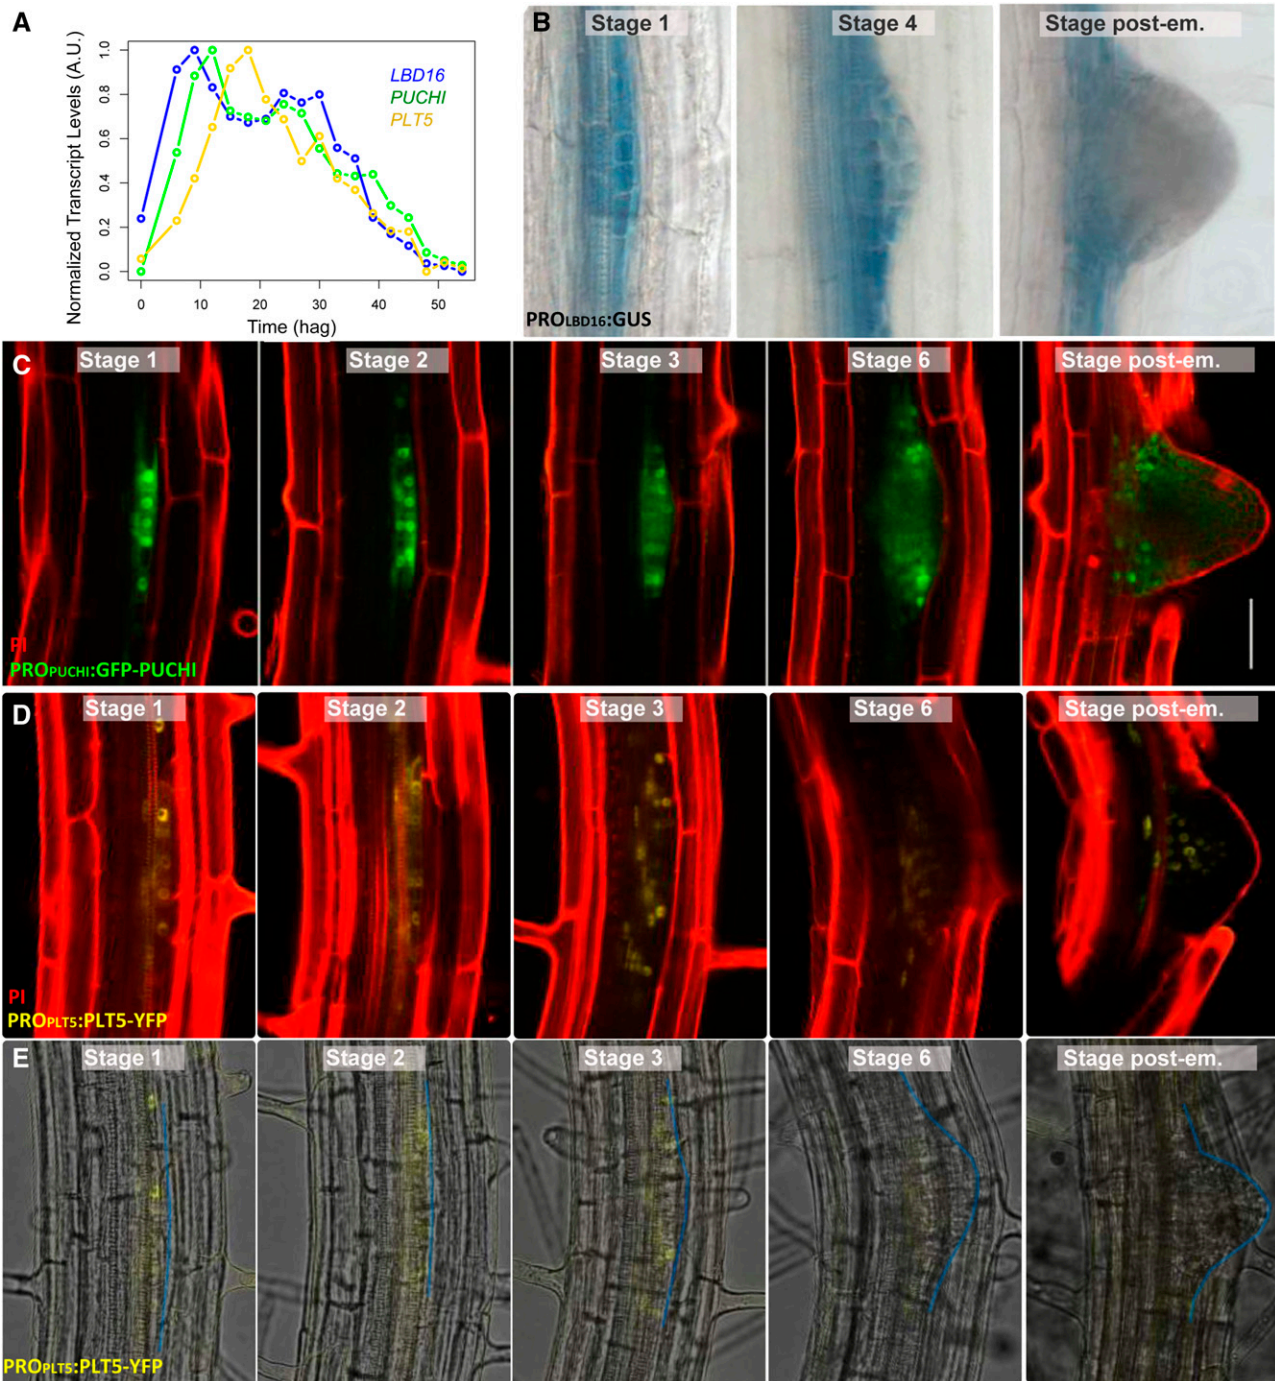 A
Normalized Transcript Levels (A.U.)
1.0
0.8
0.6
0.4
0.2
0.0
0 10 20 30 40 50
Time (hag)
LBD16
PUCHI
PLT5
B
Stage 1 Stage 4 Stage post-em.
PROLBD16:GUS
C
Stage 1 Stage 2 Stage 3 Stage 6 Stage post-em.
PI
PROPUCHI:GFP-PUCHI
D
Stage 1 Stage 2 Stage 3 Stage 6 Stage post-em.
PI
PROPLT5:PLT5-YFP
E
Stage 1 Stage 2 Stage 3 Stage 6 Stage post-em.
PROPLT5:PLT5-YFP